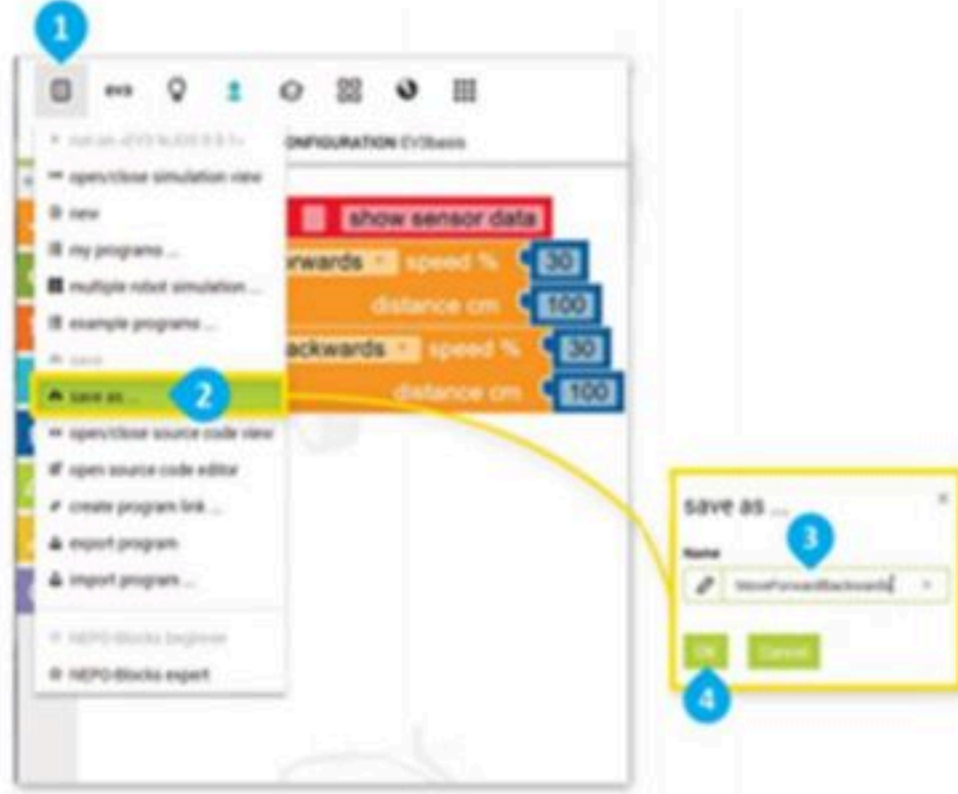 1
EV3
CONFIGURATION EV3basis
open/close simulation view
new
my programs ...
multiple robot simulation ...
example programs ...
save
save as ...
2
open/close source code view
open source code editor
create program link ...
export program
import program ...
NEPO-Blocks beginner
NEPO-Blocks expert
show sensor data
rwards speed % 30
distance cm 100
ackwards speed % 30
distance cm 100
save as ...
3
Name
MoveForwardBackwards
OK Cancel
4